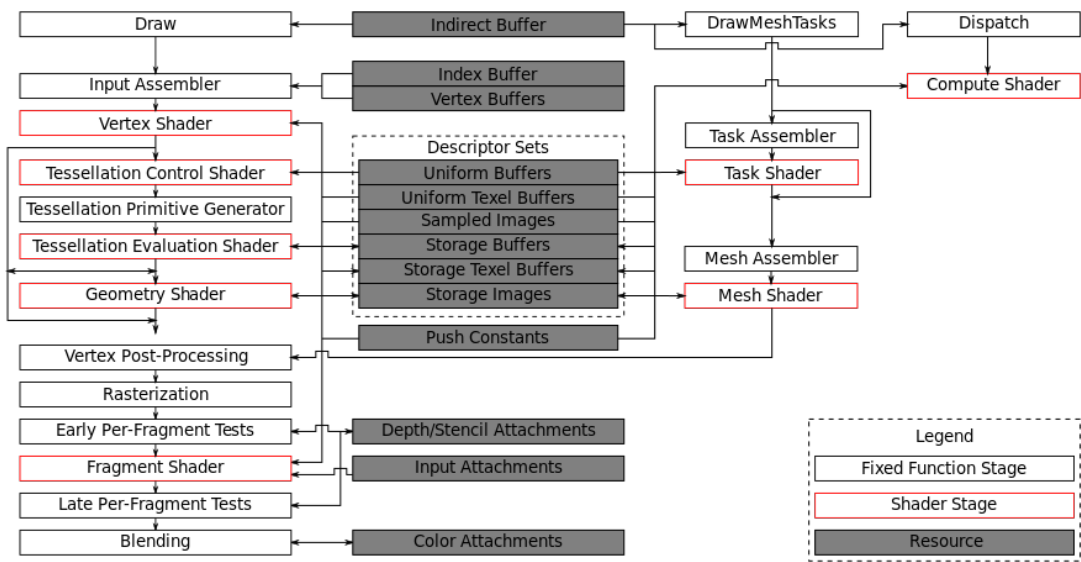 Draw
Indirect Buffer
DrawMeshTasks
Dispatch
Input Assembler
Index Buffer
Vertex Buffers
Compute Shader
Vertex Shader
Task Assembler
Descriptor Sets
Tessellation Control Shader
Uniform Buffers
Task Shader
Tessellation Primitive Generator
Uniform Texel Buffers
Sampled Images
Tessellation Evaluation Shader
Storage Buffers
Mesh Assembler
Storage Texel Buffers
Geometry Shader
Storage Images
Mesh Shader
Push Constants
Vertex Post-Processing
Rasterization
Early Per-Fragment Tests
Depth/Stencil Attachments
Fragment Shader
Input Attachments
Late Per-Fragment Tests
Blending
Color Attachments
Legend
Fixed Function Stage
Shader Stage
Resource